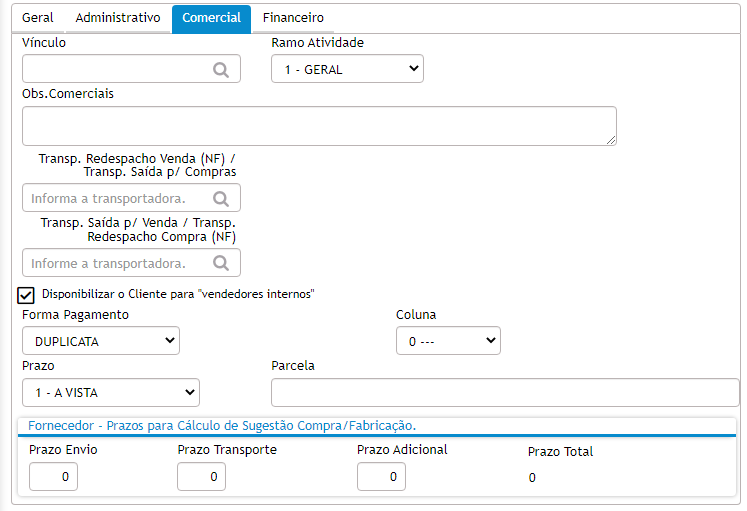 Geral Administrativo Comercial Financeiro
Vínculo Ramo Atividade
1 - GERAL
Obs.Comerciais
Transp. Redespacho Venda (NF) /
Transp. Saída p/ Compras
Informa a transportadora.
Transp. Saída p/ Venda / Transp.
Redespacho Compra (NF)
Informe a transportadora.
Disponibilizar o Cliente para "vendedores internos"
Forma Pagamento Coluna
DUPLICATA 0 ---
Prazo Parcela
1 - A VISTA
Fornecedor - Prazos para Cálculo de Sugestão Compra/Fabricação.
Prazo Envio Prazo Transporte Prazo Adicional Prazo Total
0 0 0 0